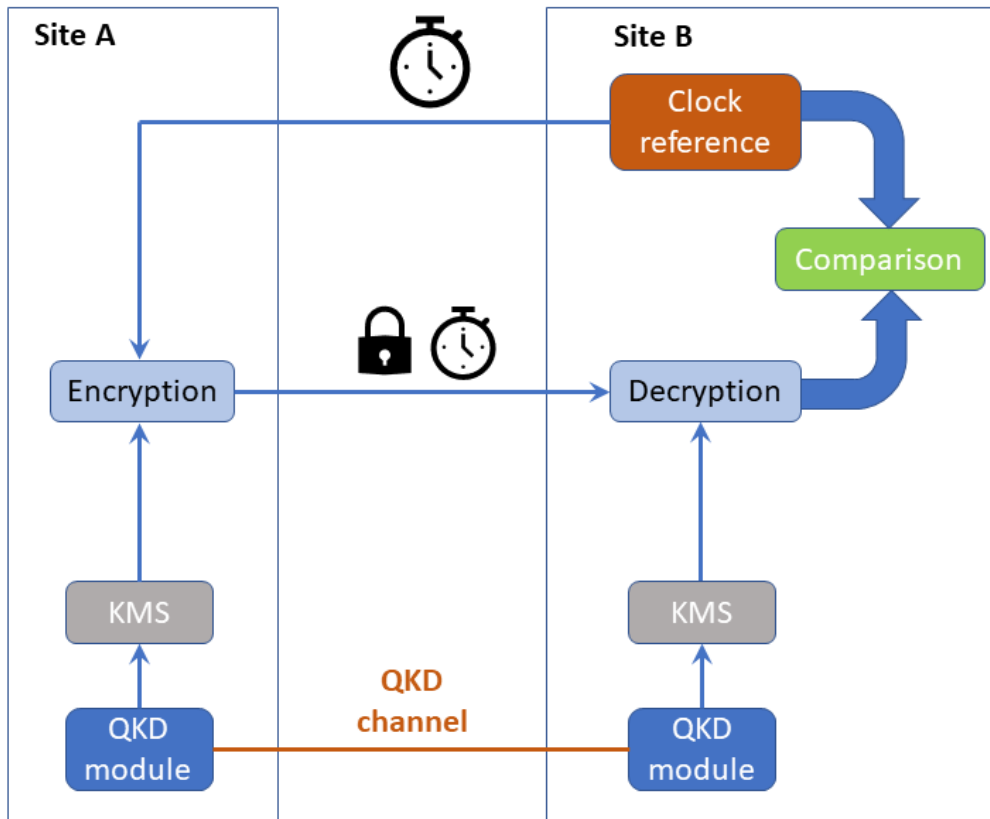 Site A
Site B
Clock
reference
Comparison
Encryption
Decryption
KMS
KMS
QKD
channel
QKD
module
QKD
module